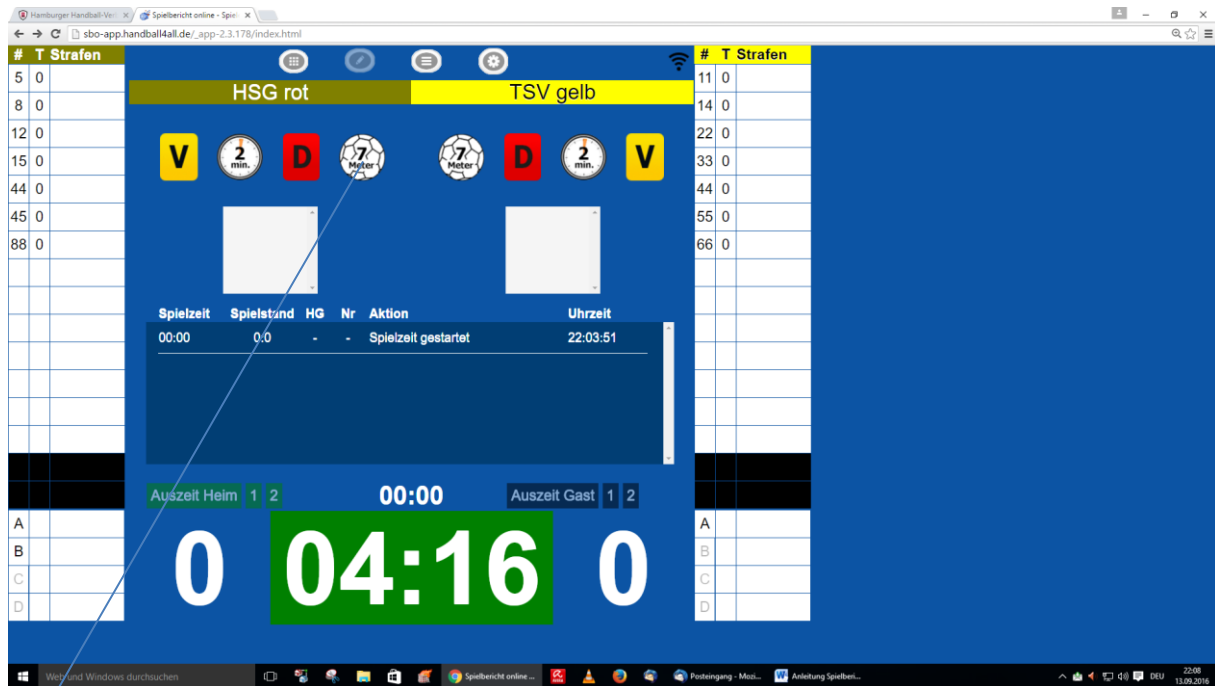 Hamburger Handball-Ver
Spielbericht online - Spiel
sbo-app.handball4all.de/_app-2.3.178/index.html
# T Strafen
# T Strafen
HSG rot
TSV gelb
5 0
8 0
12 0
15 0
44 0
45 0
88 0
11 0
14 0
22 0
33 0
44 0
55 0
66 0
V
2 min.
D
7 Meter
7 Meter
D
2 min.
V
Spielzeit Spielstand HG Nr Aktion Uhrzeit
00:00 0:0 - - Spielzeit gestartet 22:03:51
Auszeit Heim 1 2
00:00
Auszeit Gast 1 2
0 04:16 0
A
B
C
D
A
B
C
D
Web und Windows durchsuchen
Spielbericht online ...
Posteingang - Mozi...
Anleitung Spielberi...
DEU
22:08
13.09.2016